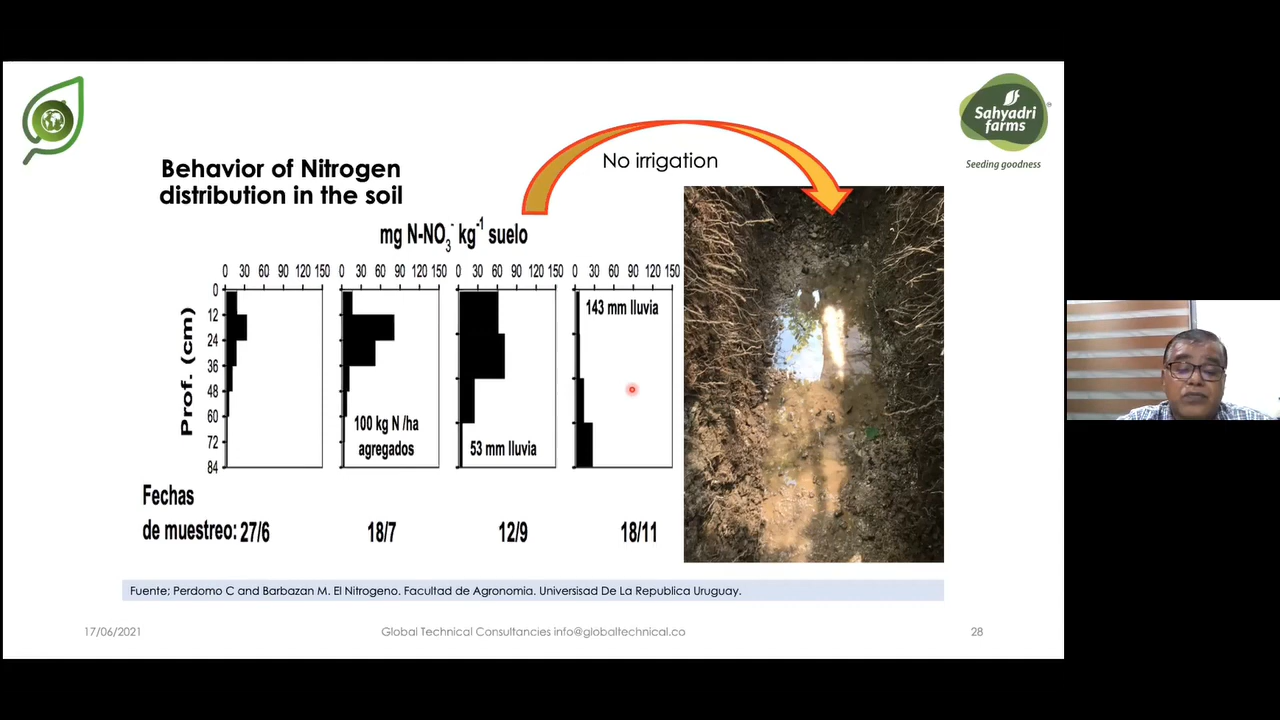 Sahyadri
farms
Seeding goodness
No irrigation
Behavior of Nitrogen
distribution in the soil
mg N-NO₃⁻ kg⁻¹ suelo
0 30 60 90 120 150 0 30 60 90 120 150 0 30 60 90 120 150 0 30 60 90 120 150
Prof. (cm)
0
12
24
36
48
60
72
84
100 kg N /ha
agregados
53 mm lluvia
143 mm lluvia
Fechas
de muestreo: 27/6 18/7 12/9 18/11
Fuente; Perdomo C and Barbazan M. El Nitrogeno. Facultad de Agronomia. Universisad De La Republica Uruguay.
17/06/2021 Global Technical Consultancies info@globaltechnical.co 28